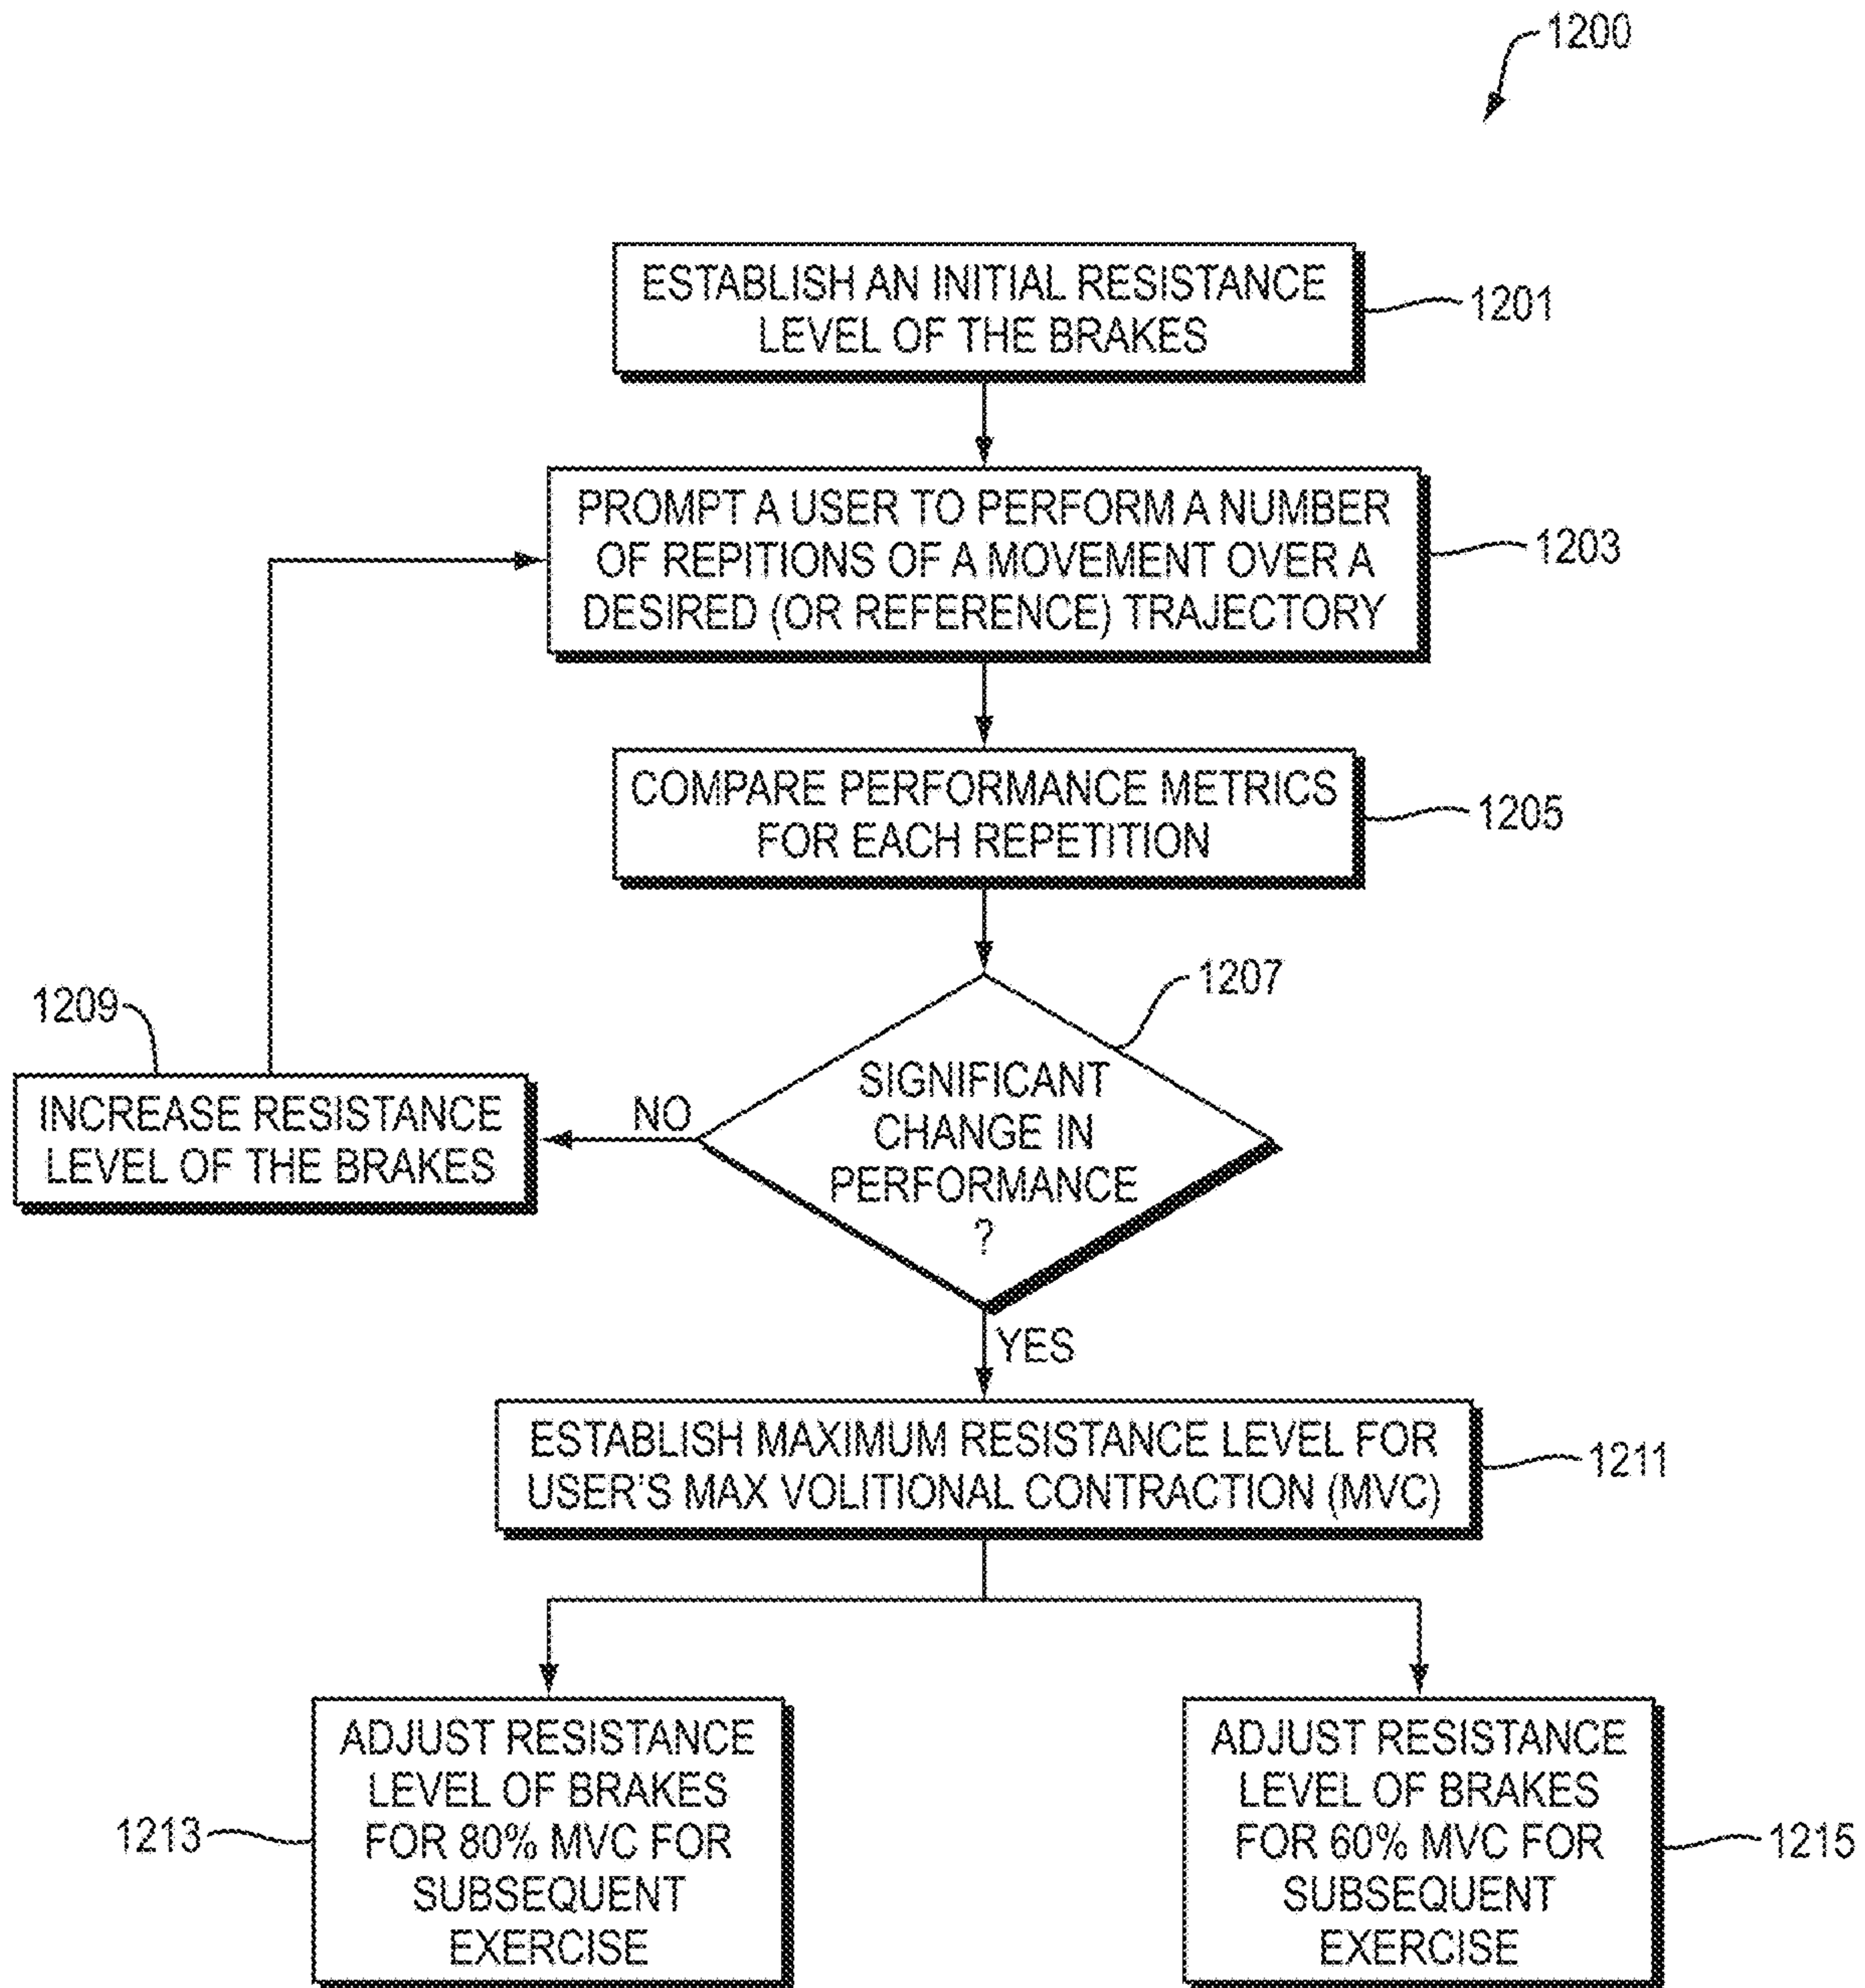 1200
ESTABLISH AN INITIAL RESISTANCE
LEVEL OF THE BRAKES
1201
PROMPT A USER TO PERFORM A NUMBER
OF REPITIONS OF A MOVEMENT OVER A
DESIRED (OR REFERENCE) TRAJECTORY
1203
COMPARE PERFORMANCE METRICS
FOR EACH REPETITION
1205
1207
SIGNIFICANT
CHANGE IN
PERFORMANCE
?
NO
1209
INCREASE RESISTANCE
LEVEL OF THE BRAKES
YES
ESTABLISH MAXIMUM RESISTANCE LEVEL FOR
USER'S MAX VOLITIONAL CONTRACTION (MVC)
1211
ADJUST RESISTANCE
LEVEL OF BRAKES
FOR 80% MVC FOR
SUBSEQUENT
EXERCISE
1213
ADJUST RESISTANCE
LEVEL OF BRAKES
FOR 60% MVC FOR
SUBSEQUENT
EXERCISE
1215